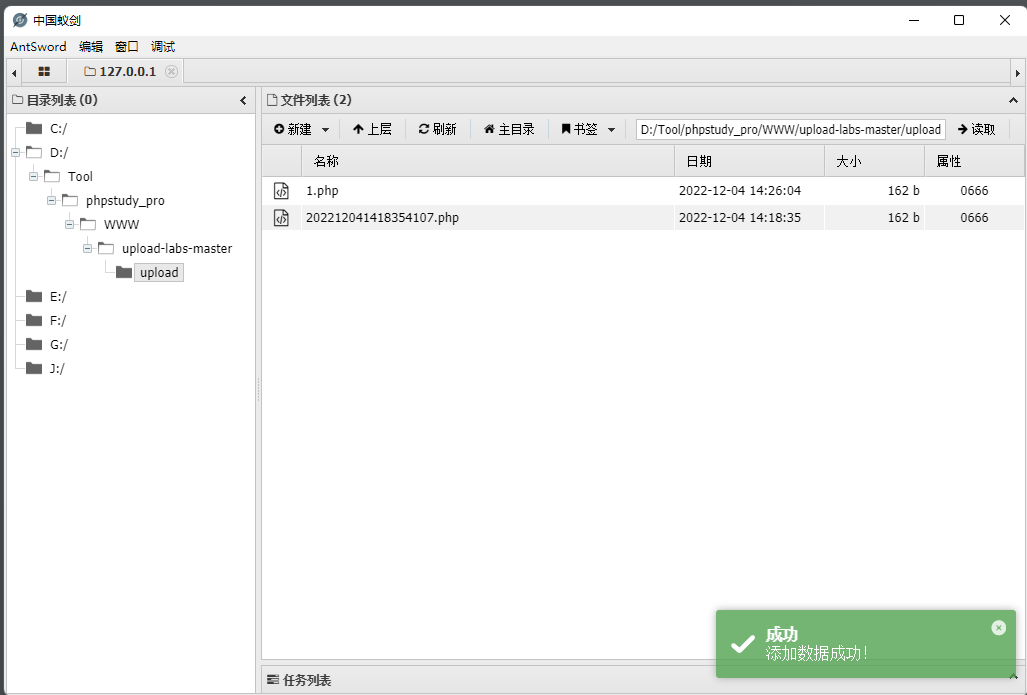 中国蚁剑
AntSword 编辑 窗口 调试
127.0.0.1
目录列表 (0)
C:/
D:/
Tool
phpstudy_pro
WWW
upload-labs-master
upload
E:/
F:/
G:/
J:/
文件列表 (2)
新建 上层 刷新 主目录 书签 D:/Tool/phpstudy_pro/WWW/upload-labs-master/upload 读取
名称 日期 大小 属性
1.php 2022-12-04 14:26:04 162 b 0666
202212041418354107.php 2022-12-04 14:18:35 162 b 0666
成功
添加数据成功!
任务列表